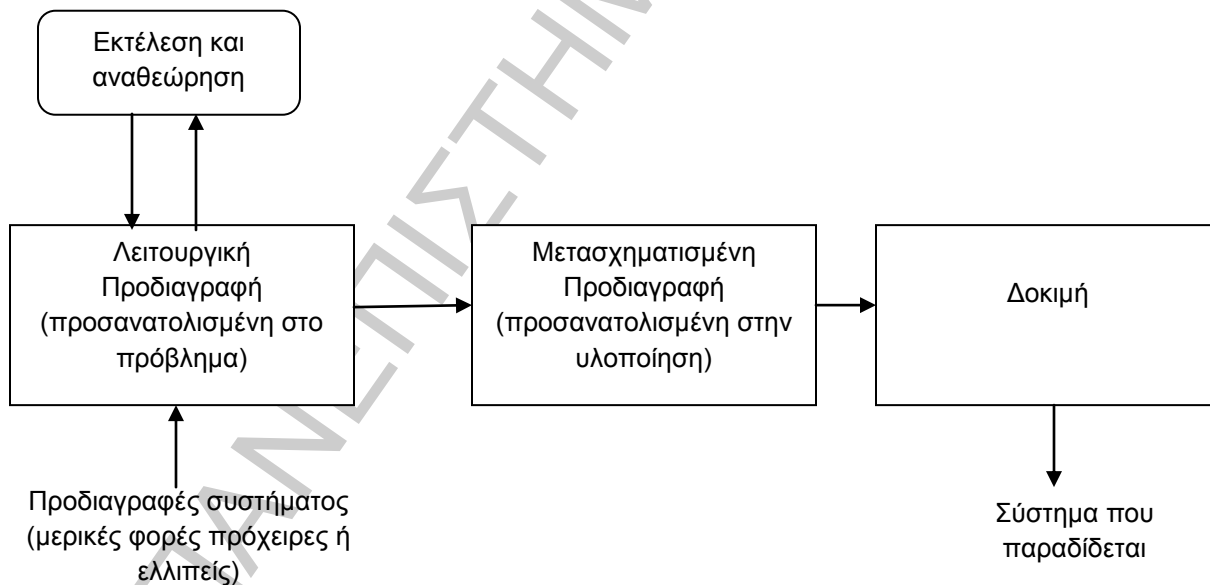 Εκτέλεση και
αναθεώρηση
Λειτουργική
Προδιαγραφή
(προσανατολισμένη στο
πρόβλημα)
Μετασχηματισμένη
Προδιαγραφή
(προσανατολισμένη στην
υλοποίηση)
Δοκιμή
Προδιαγραφές συστήματος
(μερικές φορές πρόχειρες ή
ελλιπείς)
Σύστημα που
παραδίδεται
ΠΑΝΕΠΙΣΤΗΜ